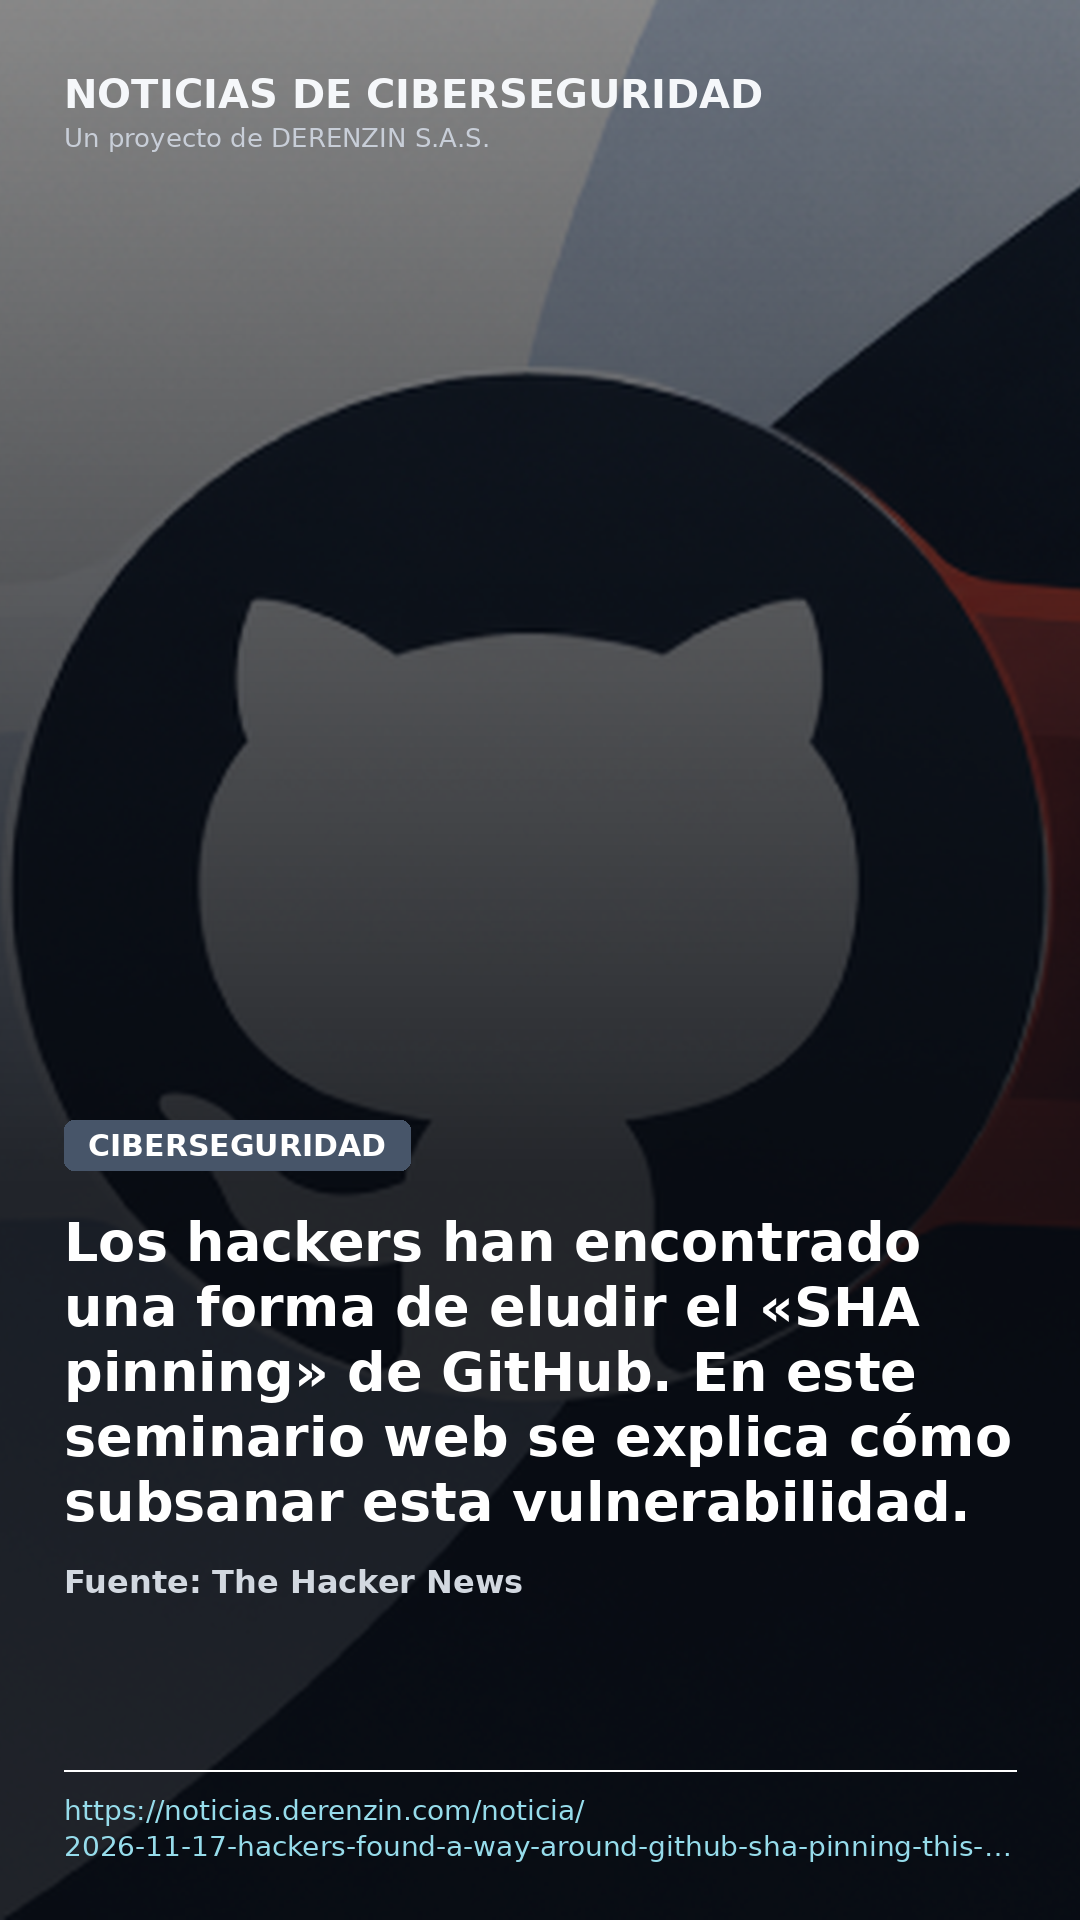 NOTICIAS DE CIBERSEGURIDAD
Un proyecto de DERENZIN S.A.S.
CIBERSEGURIDAD
Los hackers han encontrado
una forma de eludir el «SHA
pinning» de GitHub. En este
seminario web se explica cómo
subsanar esta vulnerabilidad.
Fuente: The Hacker News
https://noticias.derenzin.com/noticia/
2026-11-17-hackers-found-a-way-around-github-sha-pinning-this-...